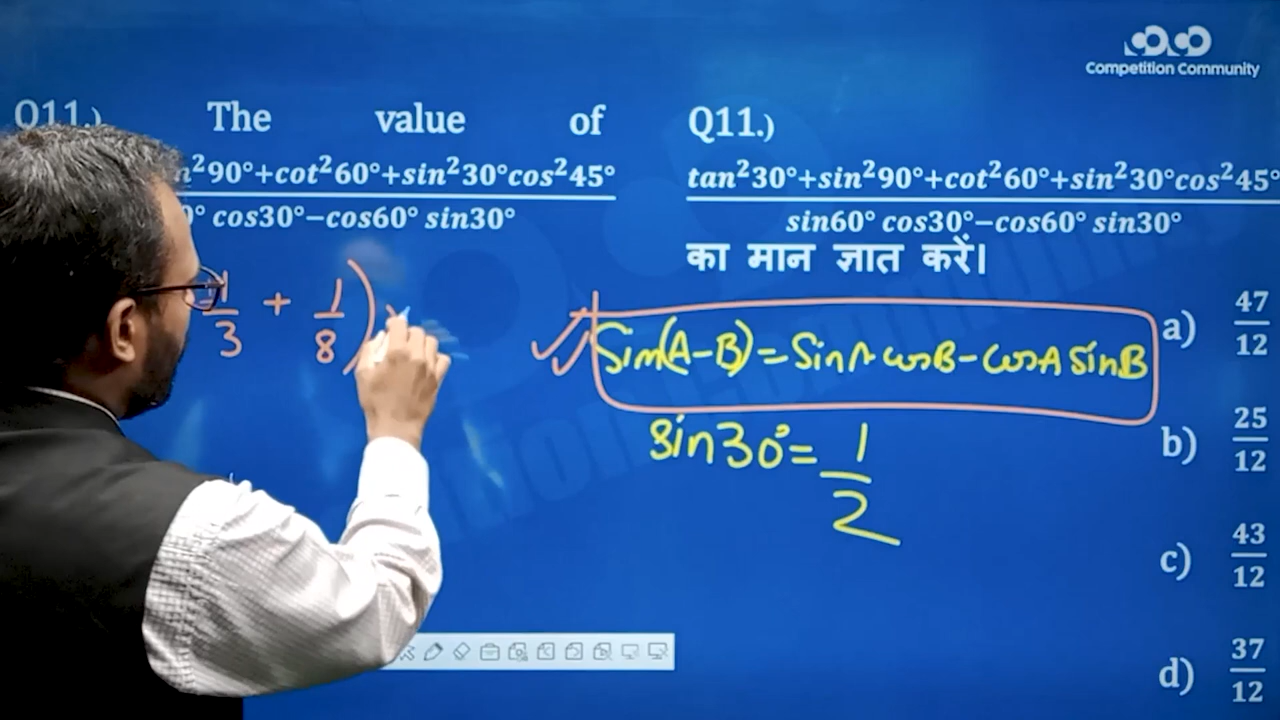 Competition Community
Q11.) The value of
n²90°+cot²60°+sin²30°cos²45°
0° cos30°−cos60° sin30°
1/3 + 1/8)
Q11.)
tan²30°+sin²90°+cot²60°+sin²30°cos²45°
sin60° cos30°−cos60° sin30°
का मान ज्ञात करें।
Sin(A-B) = SinA cosB - cosA sinB
sin30° = 1/2
a) 47/12
b) 25/12
c) 43/12
d) 37/12